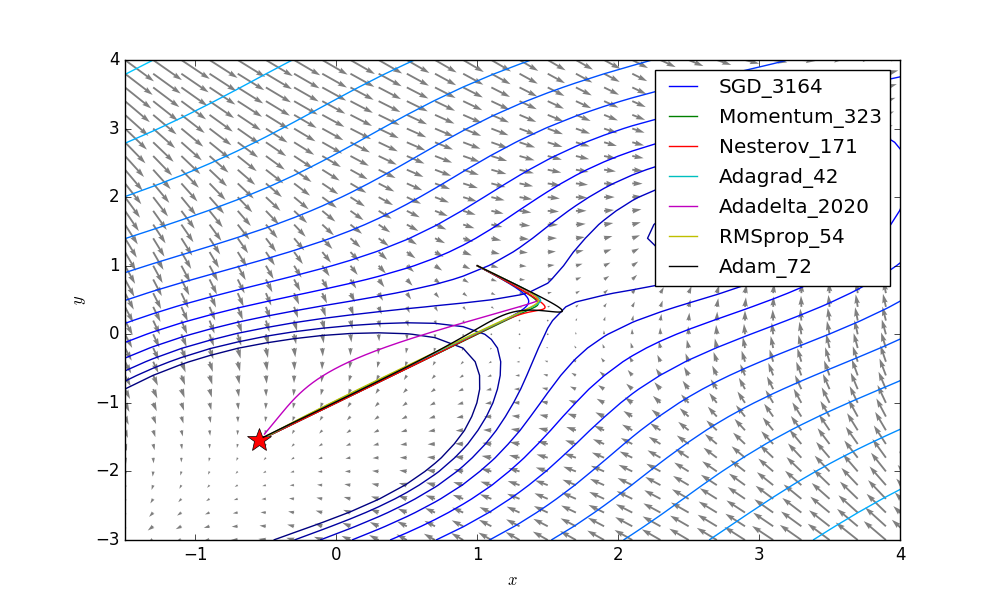 4
3
2
1
0
−1
−2
−3
y
−1
0
1
2
3
4
x
SGD_3164
Momentum_323
Nesterov_171
Adagrad_42
Adadelta_2020
RMSprop_54
Adam_72